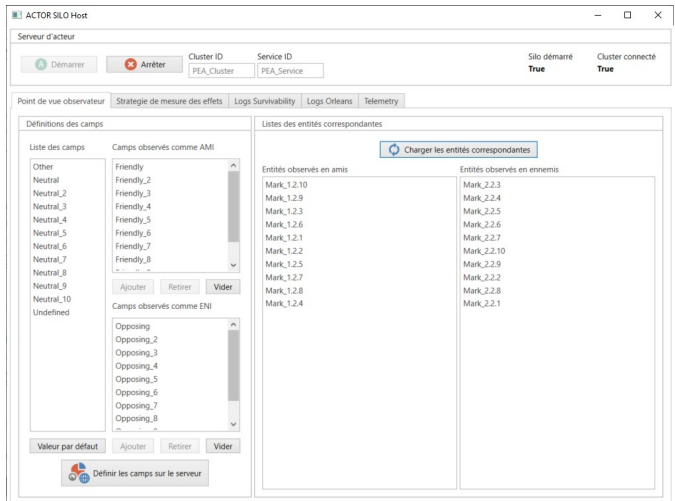 ACTOR SILO Host
Serveur d'acteur
Démarrer
Arrêter
Cluster ID
PEA_Cluster
Service ID
PEA_Service
Silo démarré
True
Cluster connecté
True
Point de vue observateur
Strategie de mesure des effets
Logs Survivability
Logs Orleans
Telemetry
Définitions des camps
Liste des camps
Other
Neutral
Neutral_2
Neutral_3
Neutral_4
Neutral_5
Neutral_6
Neutral_7
Neutral_8
Neutral_9
Neutral_10
Undefined
Valeur par défaut
Camps observés comme AMI
Friendly
Friendly_2
Friendly_3
Friendly_4
Friendly_5
Friendly_6
Friendly_7
Friendly_8
Ajouter
Retirer
Vider
Camps observés comme ENI
Opposing
Opposing_2
Opposing_3
Opposing_4
Opposing_5
Opposing_6
Opposing_7
Opposing_8
Ajouter
Retirer
Vider
Définir les camps sur le serveur
Listes des entités correspondantes
Charger les entités correspondantes
Entités observés en amis
Mark_1.2.10
Mark_1.2.9
Mark_1.2.3
Mark_1.2.6
Mark_1.2.1
Mark_1.2.2
Mark_1.2.5
Mark_1.2.7
Mark_1.2.8
Mark_1.2.4
Entités observés en ennemis
Mark_2.2.3
Mark_2.2.4
Mark_2.2.5
Mark_2.2.6
Mark_2.2.7
Mark_2.2.10
Mark_2.2.9
Mark_2.2.2
Mark_2.2.8
Mark_2.2.1